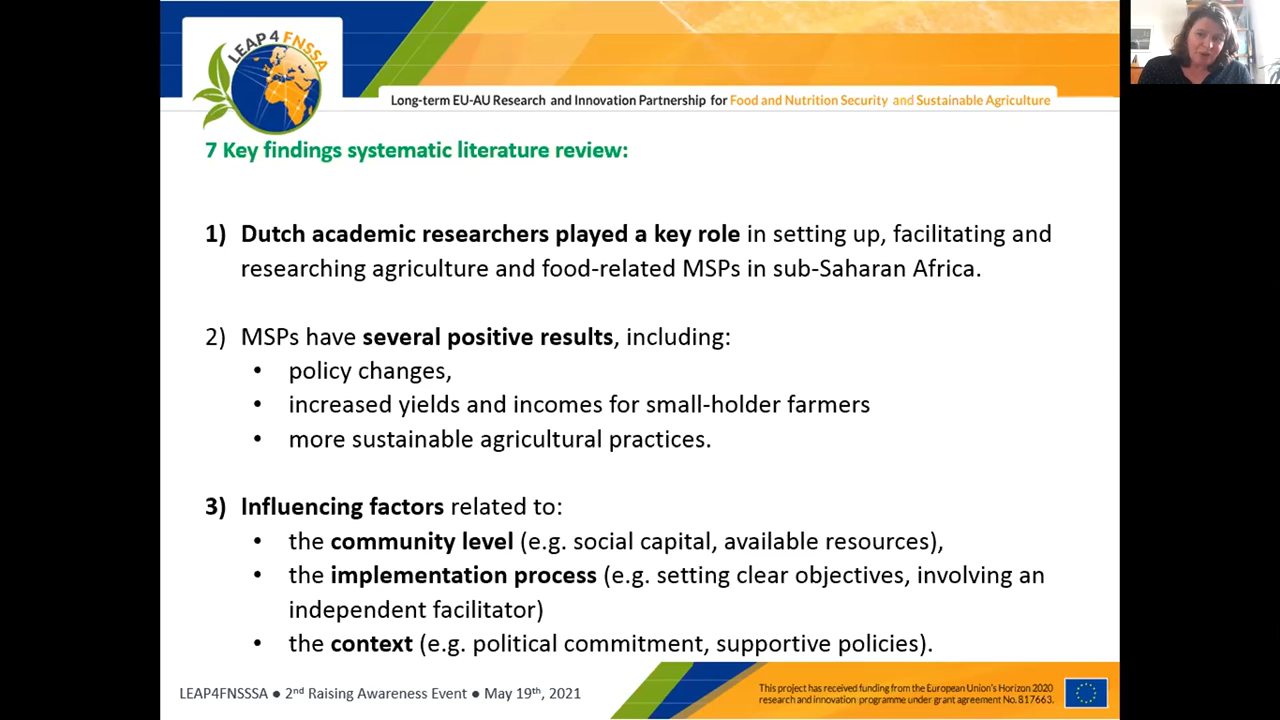 LEAP4FNSSA
Long-term EU-AU Research and Innovation Partnership for Food and Nutrition Security and Sustainable Agriculture
7 Key findings systematic literature review:
1) Dutch academic researchers played a key role in setting up, facilitating and
researching agriculture and food-related MSPs in sub-Saharan Africa.
2) MSPs have several positive results, including:
• policy changes,
• increased yields and incomes for small-holder farmers
• more sustainable agricultural practices.
3) Influencing factors related to:
• the community level (e.g. social capital, available resources),
• the implementation process (e.g. setting clear objectives, involving an
independent facilitator)
• the context (e.g. political commitment, supportive policies).
LEAP4FNSSSA ● 2nd Raising Awareness Event ● May 19th, 2021
This project has received funding from the European Union's Horizon 2020
research and innovation programme under grant agreement No.817663.